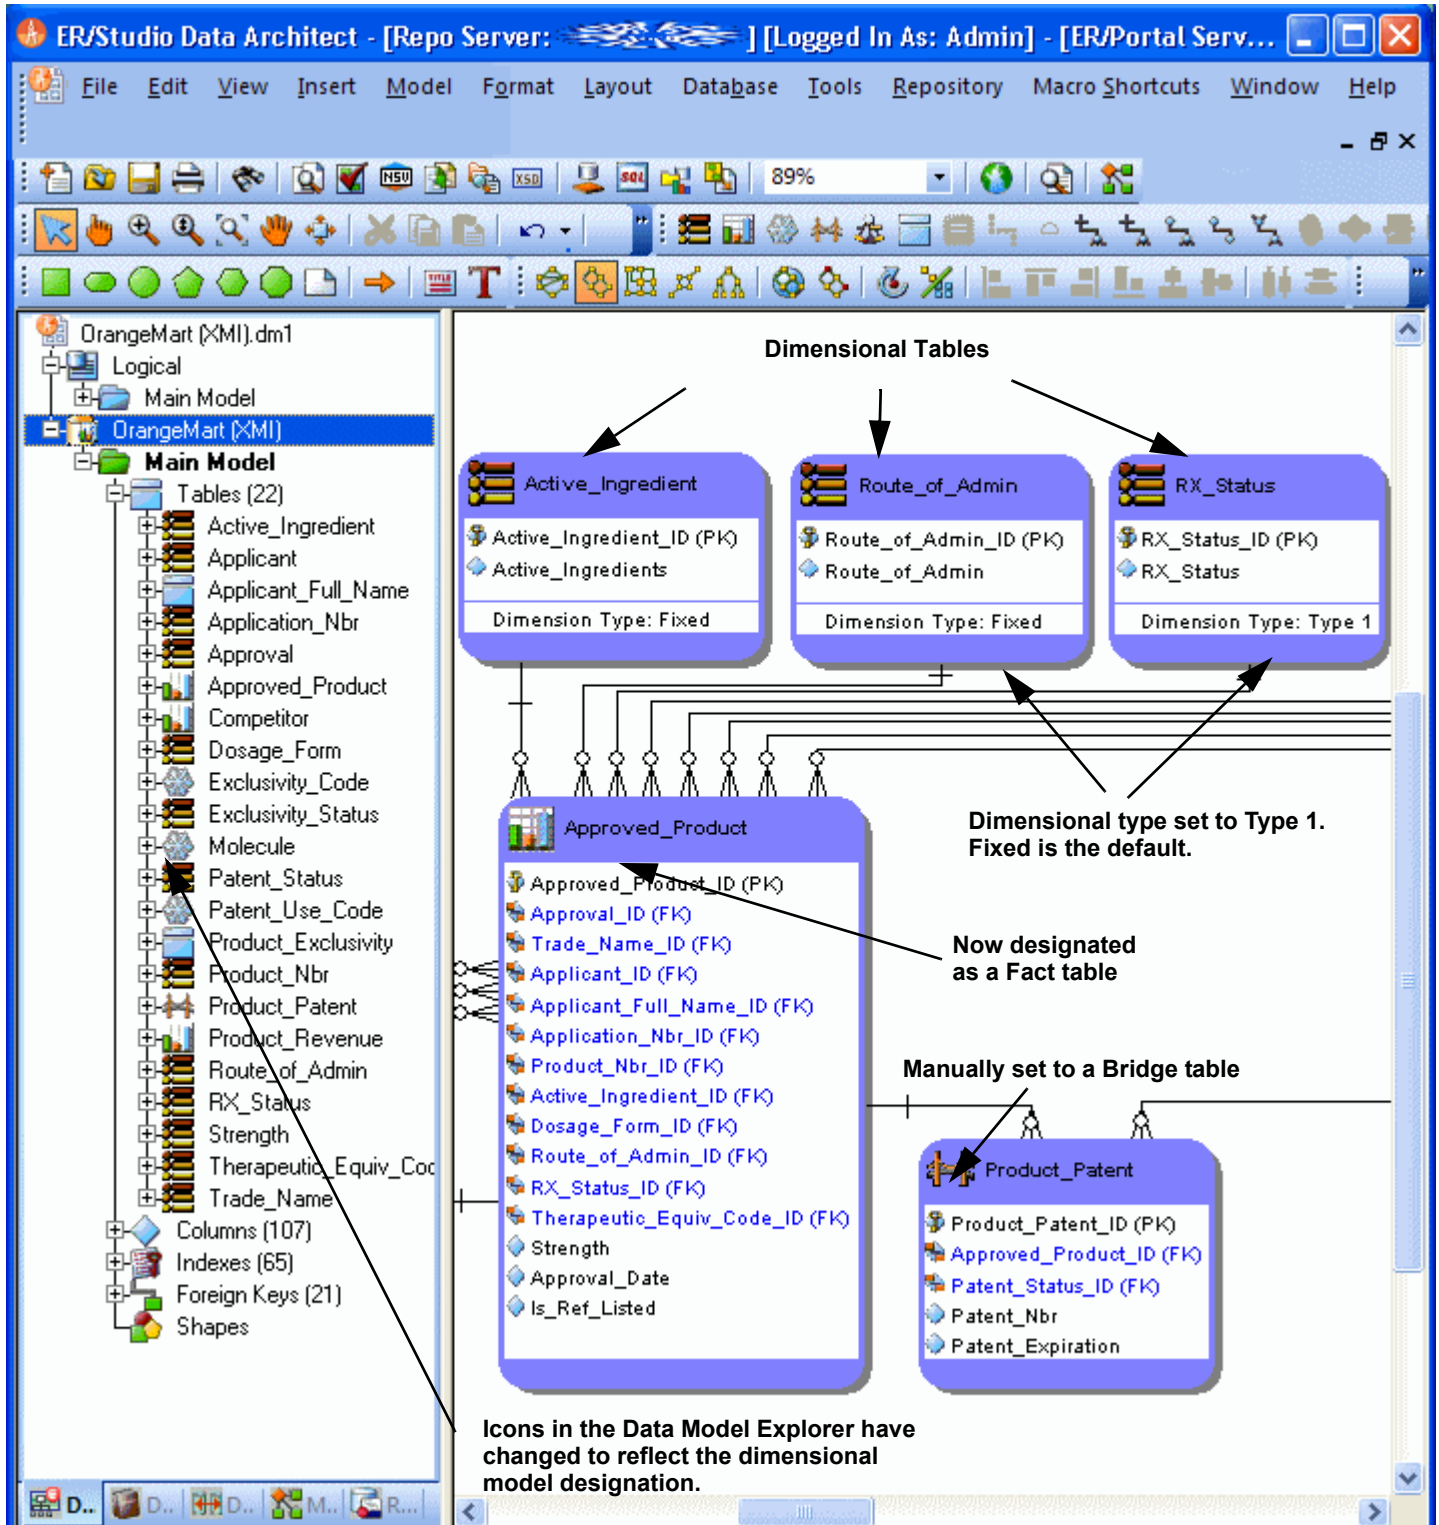 ER/Studio Data Architect - [Repo Server: ] [Logged In As: Admin] - [ER/Portal Serv...
File Edit View Insert Model Format Layout Database Tools Repository Macro Shortcuts Window Help
NSU XSD SQL 89%
TITLE T
OrangeMart (XMI).dm1
Logical
Main Model
OrangeMart (XMI)
Main Model
Tables (22)
Active_Ingredient
Applicant
Applicant_Full_Name
Application_Nbr
Approval
Approved_Product
Competitor
Dosage_Form
Exclusivity_Code
Exclusivity_Status
Molecule
Patent_Status
Patent_Use_Code
Product_Exclusivity
Product_Nbr
Product_Patent
Product_Revenue
Route_of_Admin
RX_Status
Strength
Therapeutic_Equiv_Coc
Trade_Name
Columns (107)
Indexes (65)
Foreign Keys (21)
Shapes
D.. D.. D.. M.. R...
Dimensional Tables
Active_Ingredient
Active_Ingredient_ID (PK)
Active_Ingredients
Dimension Type: Fixed
Route_of_Admin
Route_of_Admin_ID (PK)
Route_of_Admin
Dimension Type: Fixed
RX_Status
RX_Status_ID (PK)
RX_Status
Dimension Type: Type 1
Dimensional type set to Type 1.
Fixed is the default.
Approved_Product
Approved_Product_ID (PK)
Approval_ID (FK)
Trade_Name_ID (FK)
Applicant_ID (FK)
Applicant_Full_Name_ID (FK)
Application_Nbr_ID (FK)
Product_Nbr_ID (FK)
Active_Ingredient_ID (FK)
Dosage_Form_ID (FK)
Route_of_Admin_ID (FK)
RX_Status_ID (FK)
Therapeutic_Equiv_Code_ID (FK)
Strength
Approval_Date
Is_Ref_Listed
Now designated
as a Fact table
Manually set to a Bridge table
Product_Patent
Product_Patent_ID (PK)
Approved_Product_ID (FK)
Patent_Status_ID (FK)
Patent_Nbr
Patent_Expiration
Icons in the Data Model Explorer have
changed to reflect the dimensional
model designation.